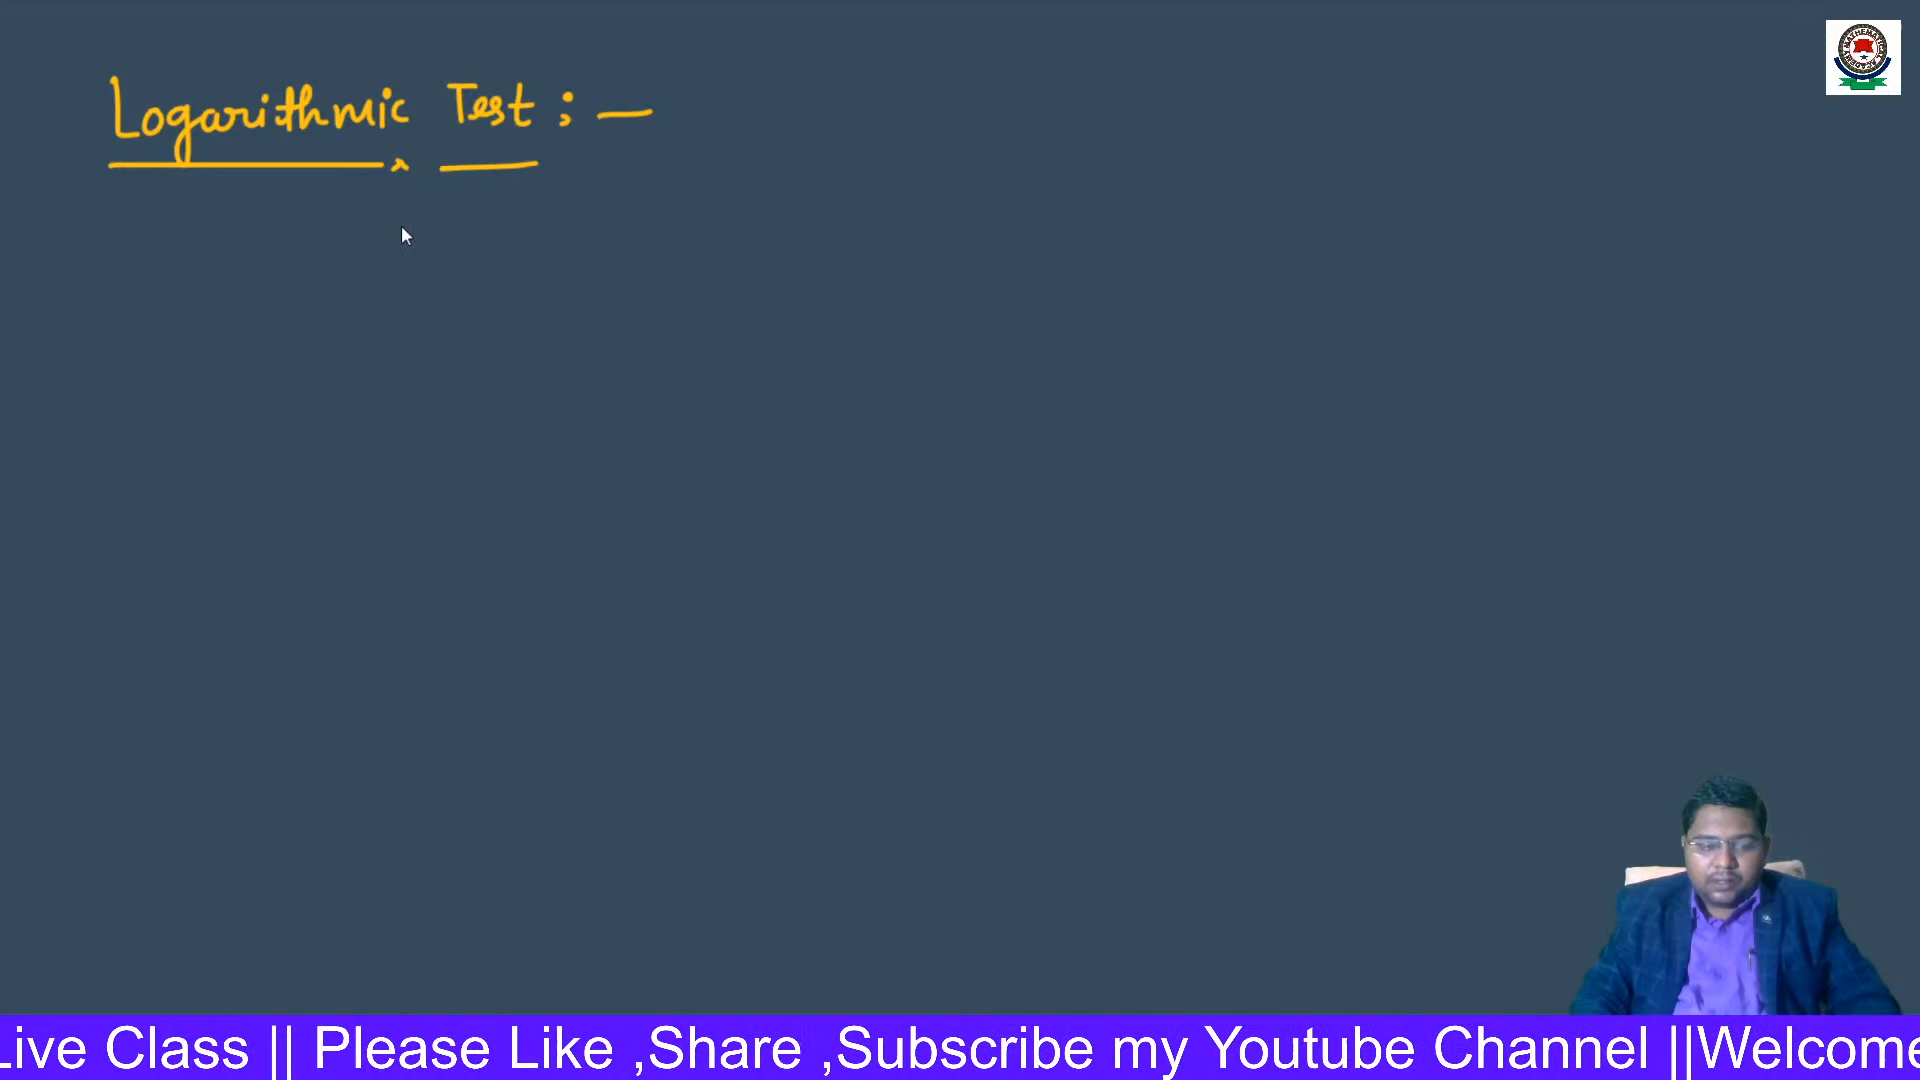 Logarithmic Test : —
Live Class || Please Like ,Share ,Subscribe my Youtube Channel ||Welcome